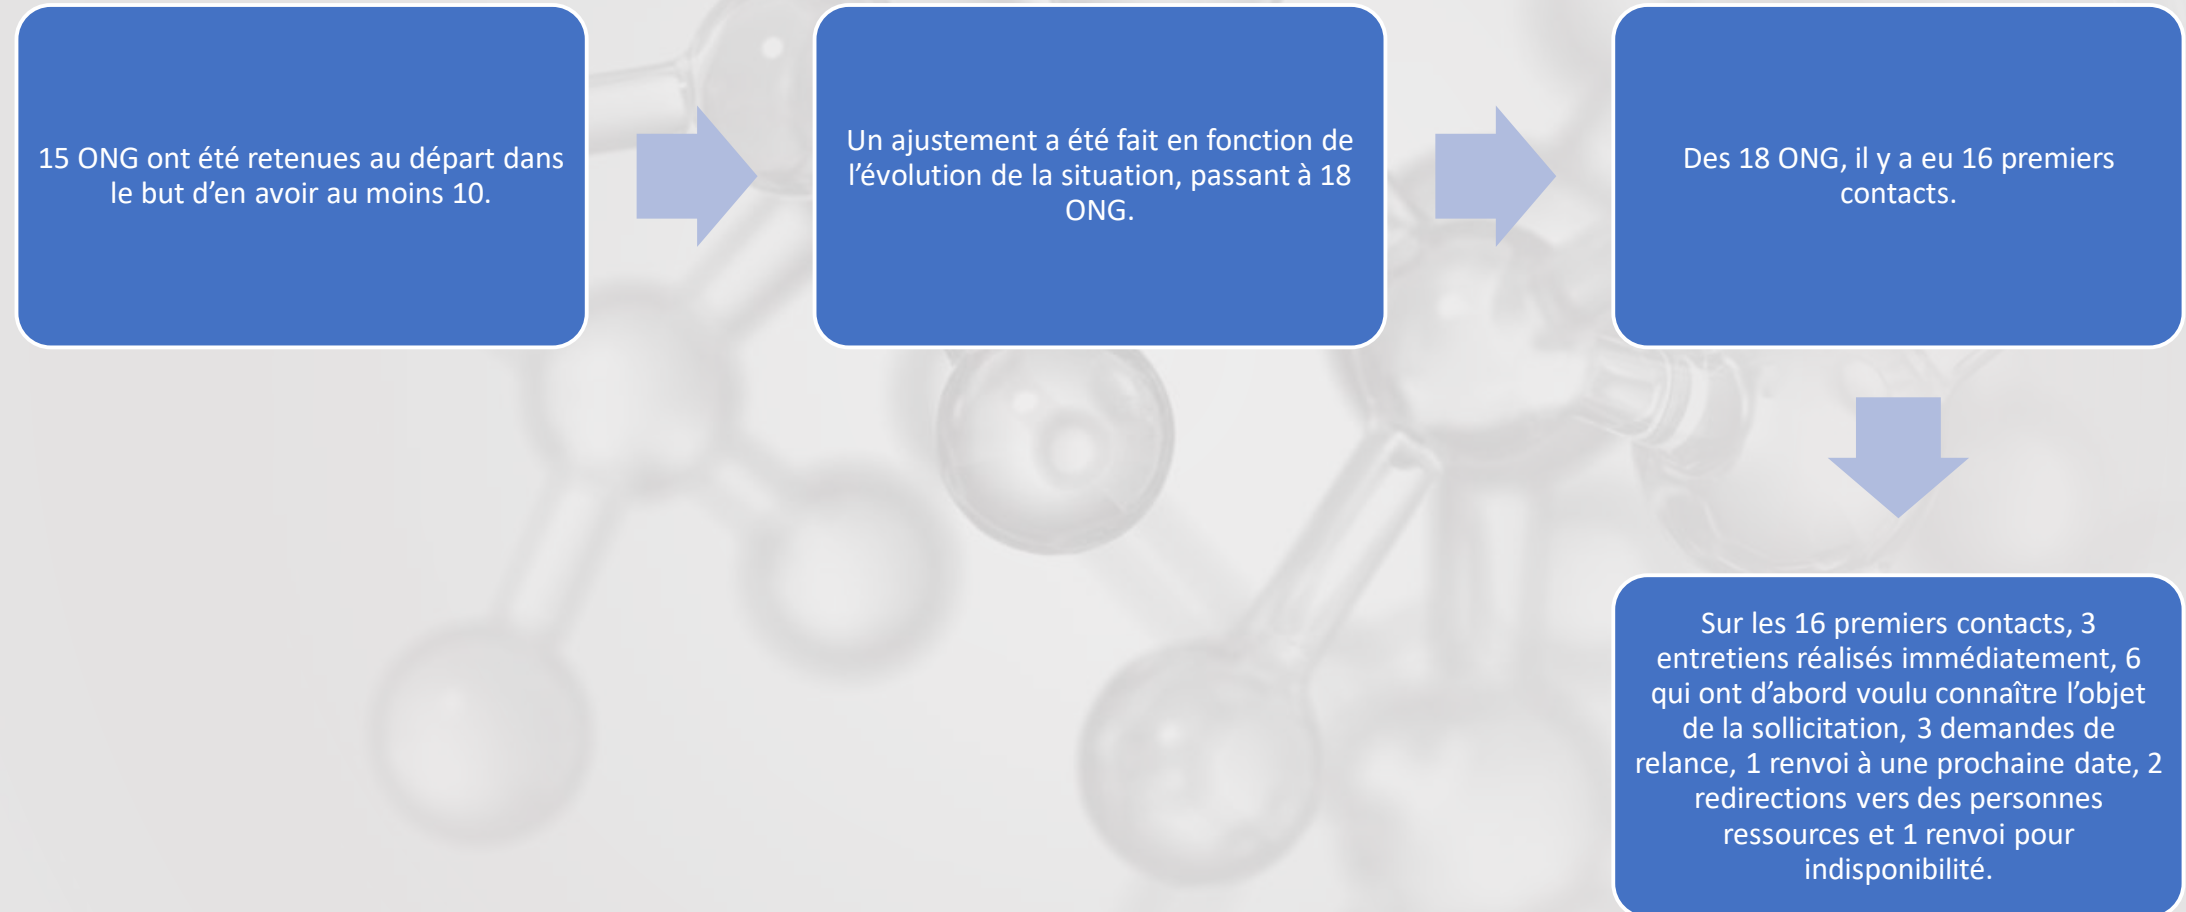 15 ONG ont été retenues au départ dans
le but d’en avoir au moins 10.
Un ajustement a été fait en fonction de
l’évolution de la situation, passant à 18
ONG.
Des 18 ONG, il y a eu 16 premiers
contacts.
Sur les 16 premiers contacts, 3
entretiens réalisés immédiatement, 6
qui ont d’abord voulu connaître l’objet
de la sollicitation, 3 demandes de
relance, 1 renvoi à une prochaine date, 2
redirections vers des personnes
ressources et 1 renvoi pour
indisponibilité.